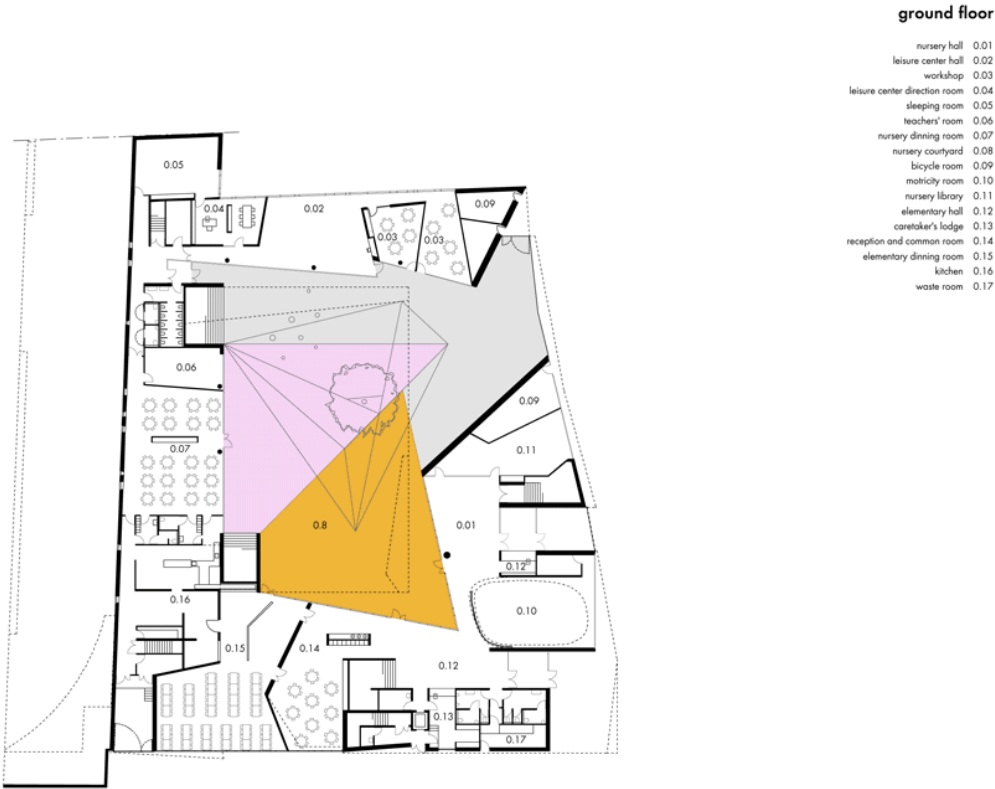 ground floor
nursery hall 0.01
leisure center hall 0.02
workshop 0.03
leisure center direction room 0.04
sleeping room 0.05
teachers' room 0.06
nursery dinning room 0.07
nursery courtyard 0.08
bicycle room 0.09
motricity room 0.10
nursery library 0.11
elementary hall 0.12
caretaker's lodge 0.13
reception and common room 0.14
elementary dinning room 0.15
kitchen 0.16
waste room 0.17
0.05
0.04
0.02
0.09
0.03
0.03
0.06
0.09
0.07
0.11
0.8
0.01
0.12
0.16
0.10
0.15
0.14
0.12
0.13
0.17